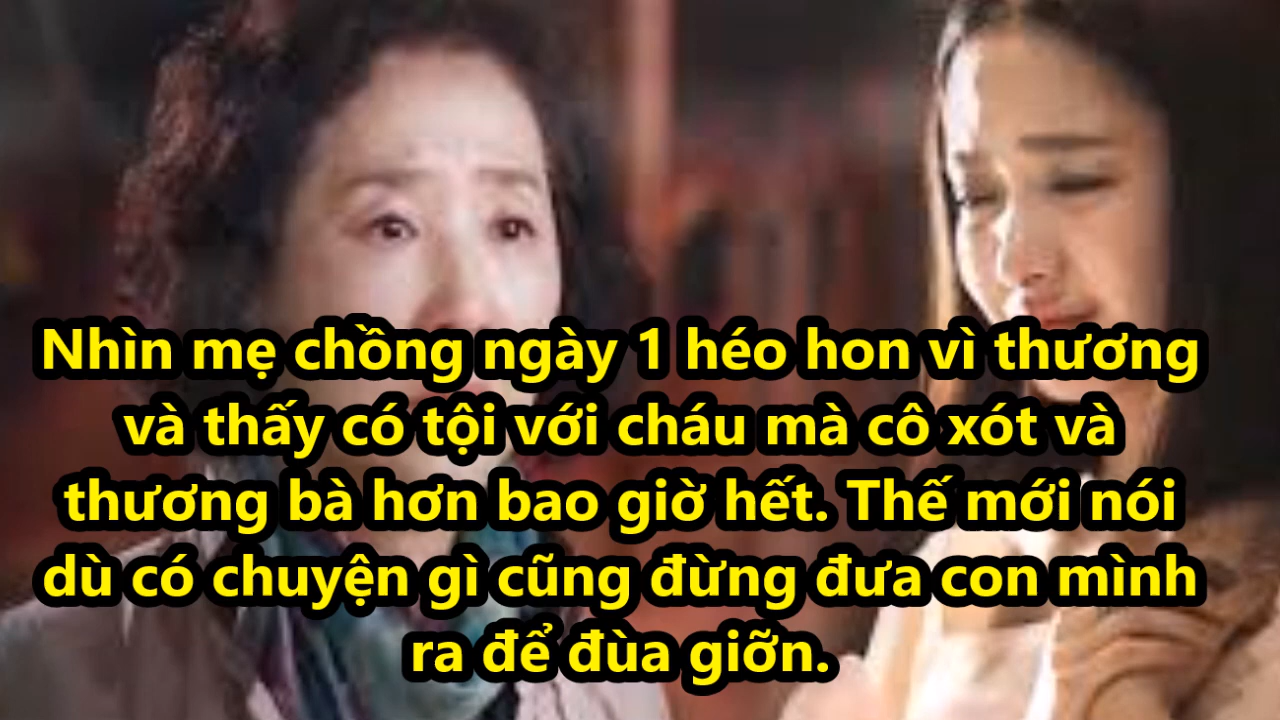 Nhìn mẹ chồng ngày 1 héo hon vì thương
và thấy có tội với cháu mà cô xót và
thương bà hơn bao giờ hết. Thế mới nói
dù có chuyện gì cũng đừng đưa con mình
ra để đùa giỡn.